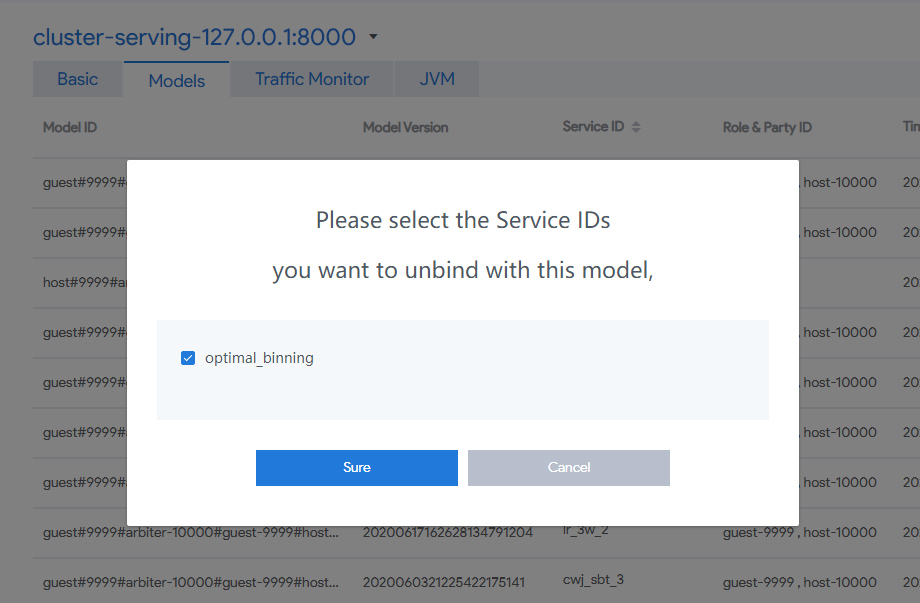 cluster-serving-127.0.0.1:8000
Basic Models Traffic Monitor JVM
Model ID Model Version Service ID Role & Party ID
guest#9999# , host-10000 20
guest#9999# , host-10000 20
host#9999#a 20
guest#9999# , host-10000 20
guest#9999# , host-10000 20
guest#9999# , host-10000 20
guest#9999# , host-10000 20
Please select the Service IDs
you want to unbind with this model,
optimal_binning
Sure Cancel
guest#9999#arbiter-10000#guest-9999#host... 2020061716262813479​1204 lr_3w_2 guest-9999 , host-10000 20
guest#9999#arbiter-10000#guest-9999#host... 2020060321225422175141 cwj_sbt_3 guest-9999 , host-10000 20